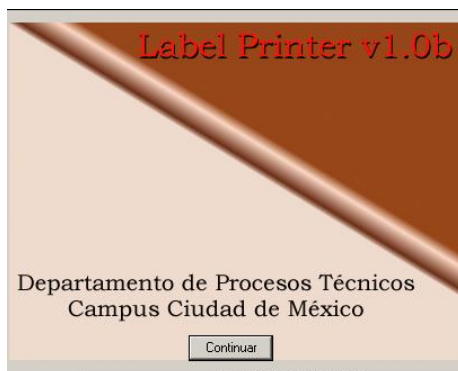 Label Printer v1.0b
Departamento de Procesos Técnicos
Campus Ciudad de México
Continuar